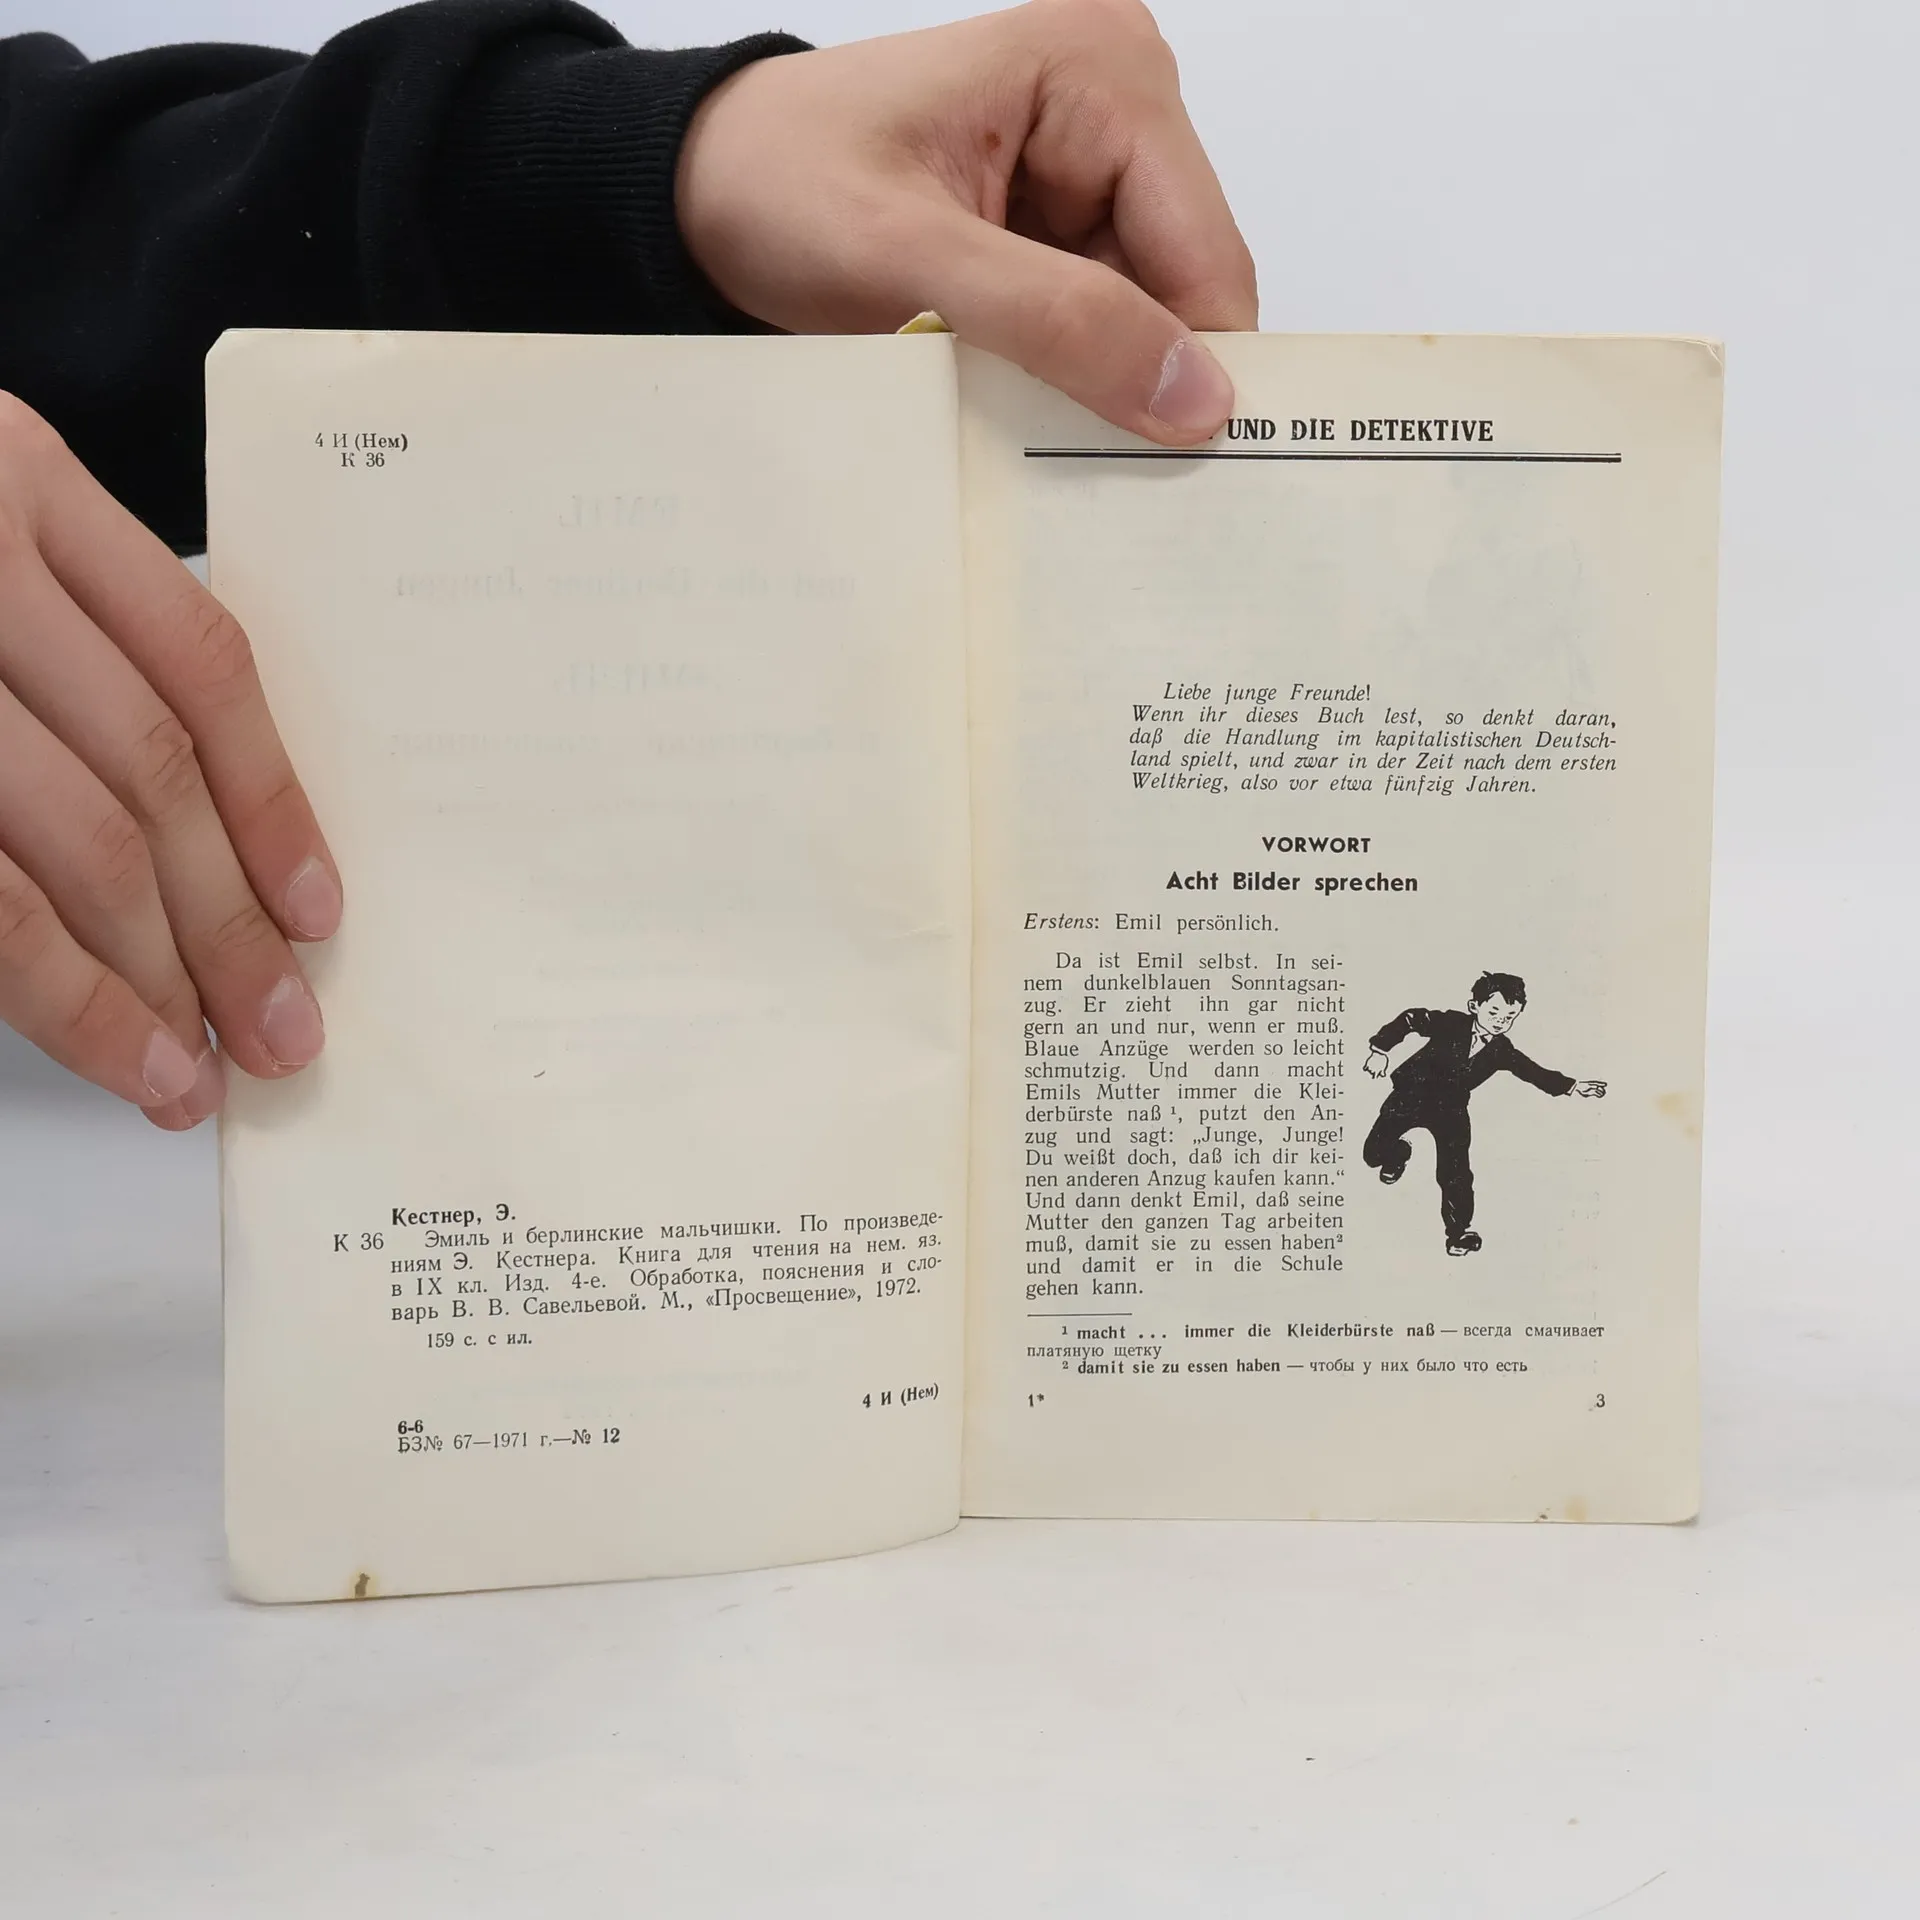 4 И (Нем)
К 36
Кестнер, Э.
К 36 Эмиль и берлинские мальчишки. По произведе-
ниям Э. Кестнера. Книга для чтения на нем. яз.
в IX кл. Изд. 4-е. Обработка, пояснения и сло-
варь В. В. Савельевой. М., «Просвещение», 1972.
159 с. с ил.
4 И (Нем)
6-6
БЗ№ 67—1971 г.—№ 12
UND DIE DETEKTIVE
Liebe junge Freunde!
Wenn ihr dieses Buch lest, so denkt daran,
daß die Handlung im kapitalistischen Deutsch-
land spielt, und zwar in der Zeit nach dem ersten
Weltkrieg, also vor etwa fünfzig Jahren.
VORWORT
Acht Bilder sprechen
Erstens: Emil persönlich.
Da ist Emil selbst. In sei-
nem dunkelblauen Sonntagsan-
zug. Er zieht ihn gar nicht
gern an und nur, wenn er muß.
Blaue Anzüge werden so leicht
schmutzig. Und dann macht
Emils Mutter immer die Klei-
derbürste naß ¹, putzt den An-
zug und sagt: „Junge, Junge!
Du weißt doch, daß ich dir kei-
nen anderen Anzug kaufen kann.“
Und dann denkt Emil, daß seine
Mutter den ganzen Tag arbeiten
muß, damit sie zu essen haben²
und damit er in die Schule
gehen kann.
¹ macht ... immer die Kleiderbürste naß — всегда смачивает
платяную щетку
² damit sie zu essen haben — чтобы у них было что есть
1*
3